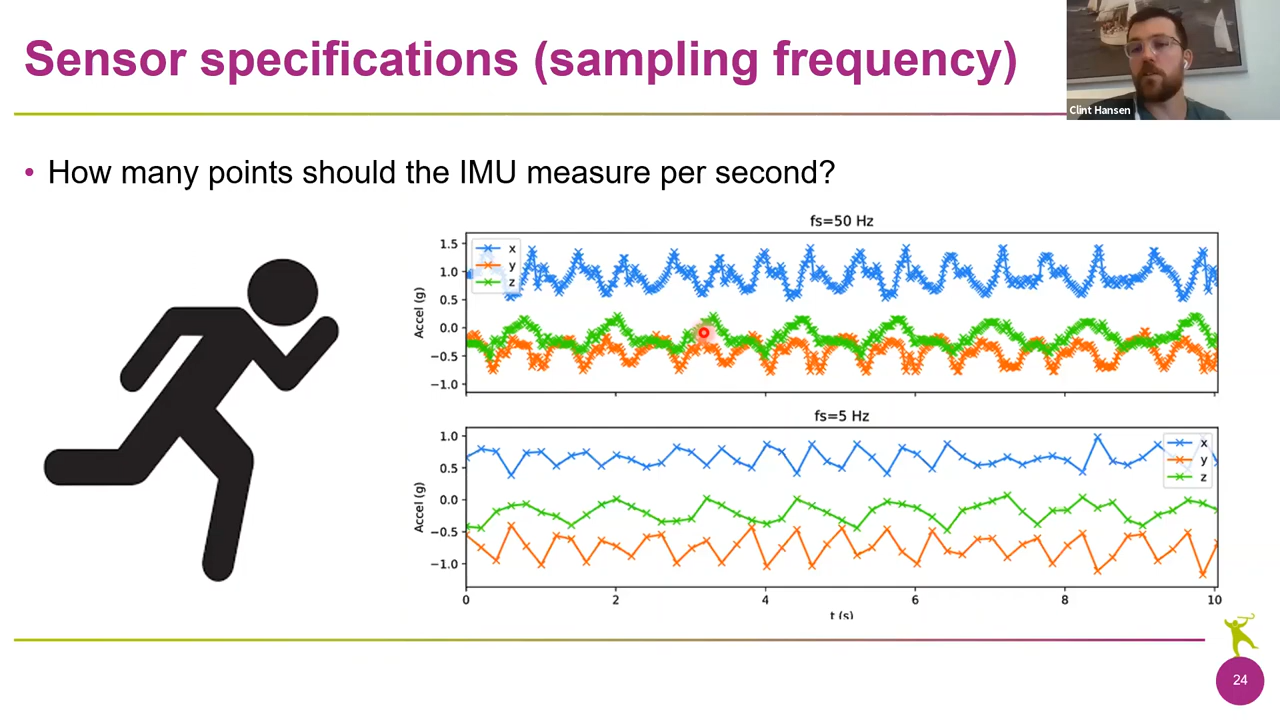 Sensor specifications (sampling frequency)
Clint Hansen
• How many points should the IMU measure per second?
fs=50 Hz
x
y
z
1.5
1.0
0.5
0.0
−0.5
−1.0
Accel (g)
fs=5 Hz
x
y
z
1.0
0.5
0.0
−0.5
−1.0
Accel (g)
0 2 4 6 8 10
t (s)
24